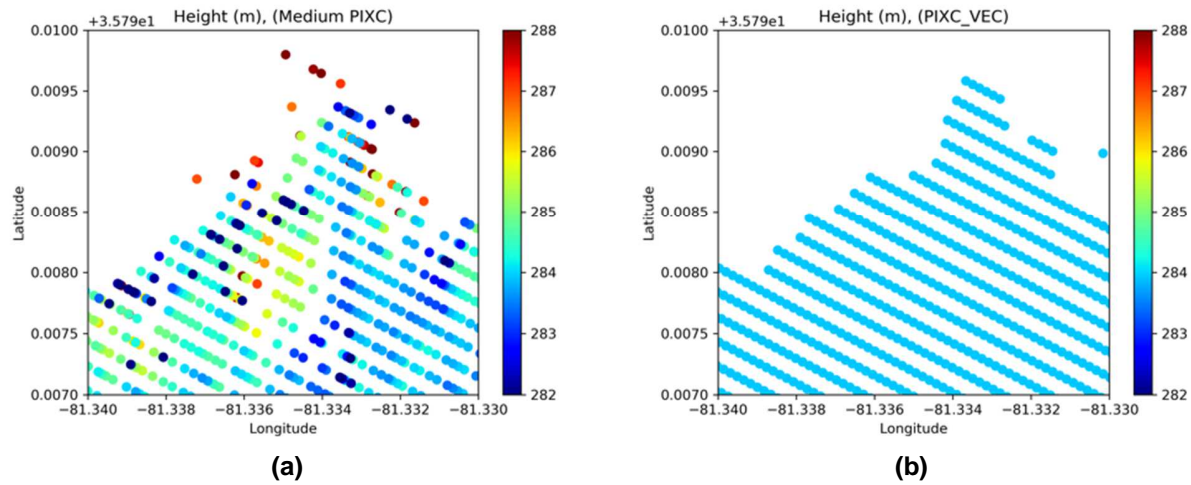 Height (m), (Medium PIXC)
+3.579e1
0.0100
0.0095
0.0090
0.0085
0.0080
0.0075
0.0070
Latitude
−81.340 −81.338 −81.336 −81.334 −81.332 −81.330
Longitude
288
287
286
285
284
283
282
(a)
Height (m), (PIXC_VEC)
+3.579e1
0.0100
0.0095
0.0090
0.0085
0.0080
0.0075
0.0070
Latitude
−81.340 −81.338 −81.336 −81.334 −81.332 −81.330
Longitude
288
287
286
285
284
283
282
(b)